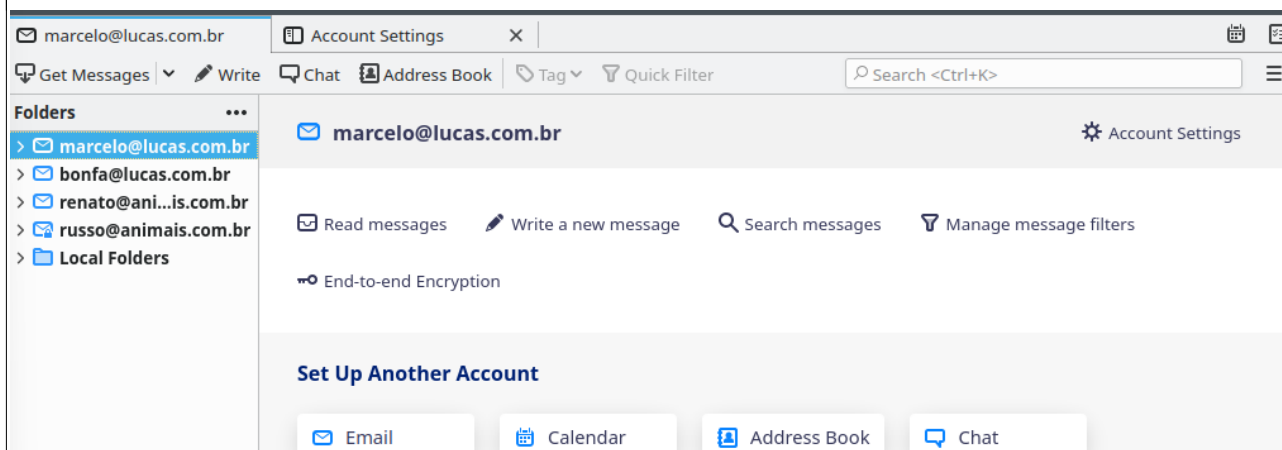 marcelo@lucas.com.br Account Settings
Get Messages Write Chat Address Book Tag Quick Filter Search <Ctrl+K>
Folders •••
marcelo@lucas.com.br
bonfa@lucas.com.br
renato@ani...is.com.br
russo@animais.com.br
Local Folders
marcelo@lucas.com.br Account Settings
Read messages Write a new message Search messages Manage message filters
End-to-end Encryption
Set Up Another Account
Email Calendar Address Book Chat